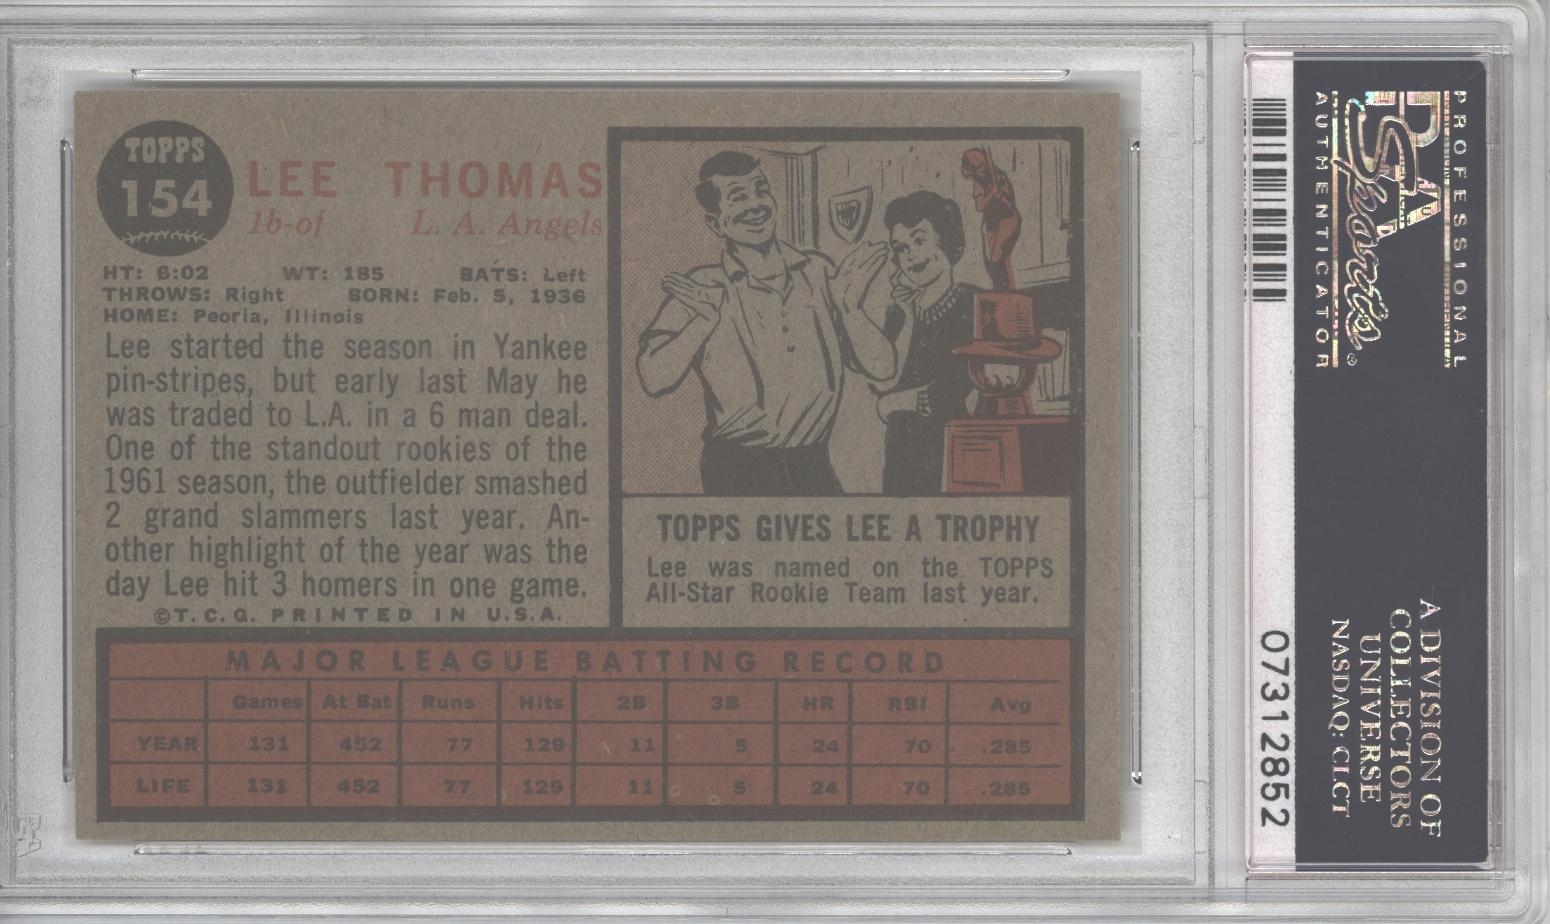 TOPPS
154
LEE THOMAS
1b-of L. A. Angels
HT: 6:02 WT: 185 BATS: Left
THROWS: Right BORN: Feb. 5, 1936
HOME: Peoria, Illinois
Lee started the season in Yankee
pin-stripes, but early last May he
was traded to L.A. in a 6 man deal.
One of the standout rookies of the
1961 season, the outfielder smashed
2 grand slammers last year. An-
other highlight of the year was the
day Lee hit 3 homers in one game.
©T.C.G. PRINTED IN U.S.A.
TOPPS GIVES LEE A TROPHY
Lee was named on the TOPPS
All-Star Rookie Team last year.
MAJOR LEAGUE BATTING RECORD
Games At Bat Runs Hits 2B 3B HR RBI Avg
YEAR 131 452 77 129 11 5 24 70 .285
LIFE 131 452 77 129 11 5 24 70 .285
PROFESSIONAL
PSA
Sports®
AUTHENTICATOR
A DIVISION OF
COLLECTORS
UNIVERSE
NASDAQ: CLCT
07312852